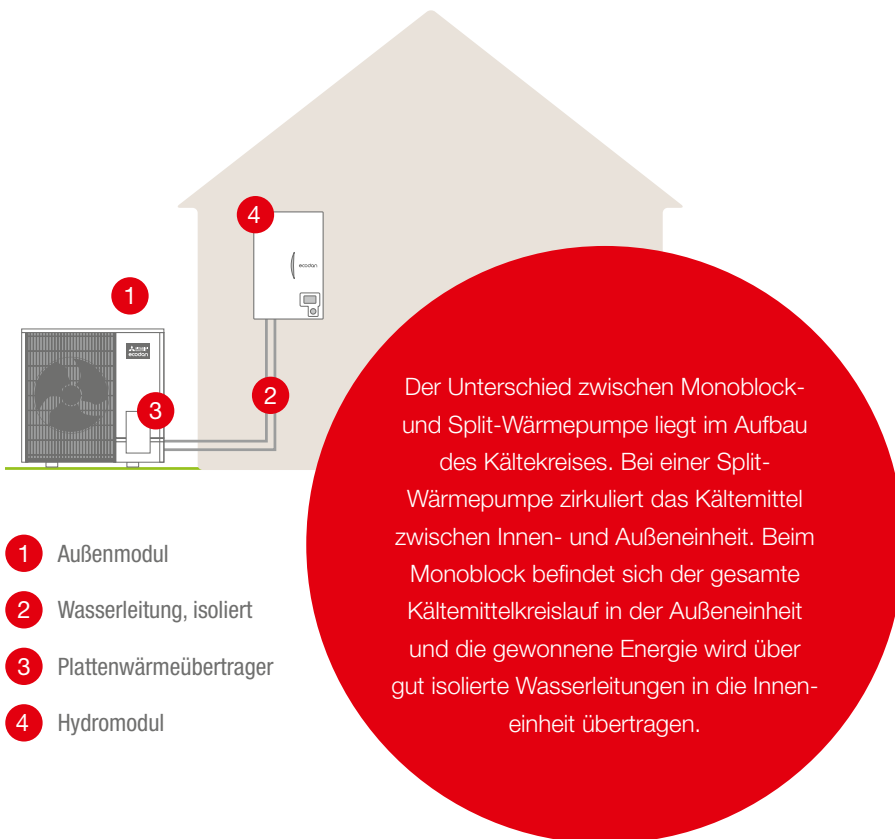 4
ecodan
1
ecodan
2
3
Der Unterschied zwischen Monoblock-
und Split-Wärmepumpe liegt im Aufbau
des Kältekreises. Bei einer Split-
Wärmepumpe zirkuliert das Kältemittel
zwischen Innen- und Außeneinheit. Beim
Monoblock befindet sich der gesamte
Kältemittelkreislauf in der Außeneinheit
und die gewonnene Energie wird über
gut isolierte Wasserleitungen in die Innen-
einheit übertragen.
1 Außenmodul
2 Wasserleitung, isoliert
3 Plattenwärmeübertrager
4 Hydromodul